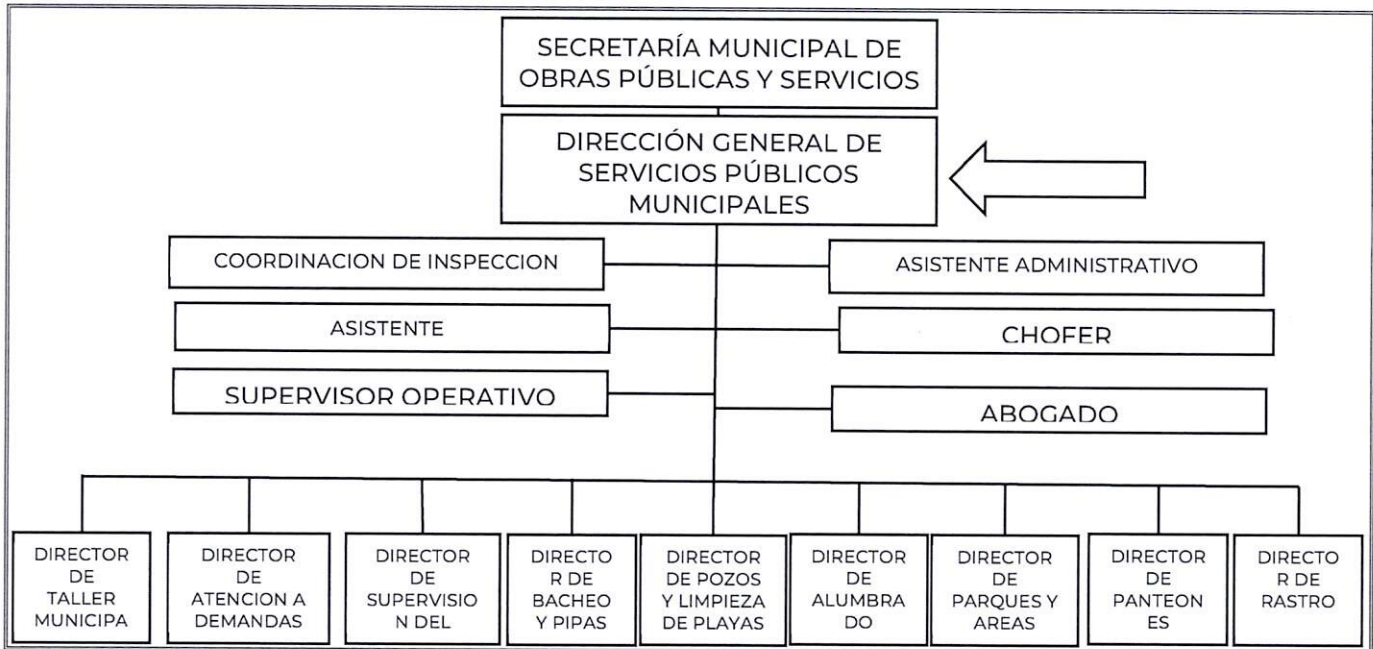 SECRETARÍA MUNICIPAL DE
OBRAS PÚBLICAS Y SERVICIOS
DIRECCIÓN GENERAL DE
SERVICIOS PÚBLICOS
MUNICIPALES
COORDINACION DE INSPECCION
ASISTENTE ADMINISTRATIVO
ASISTENTE
CHOFER
SUPERVISOR OPERATIVO
ABOGADO
DIRECTOR
DE
TALLER
MUNICIPA
DIRECTOR
DE
ATENCION A
DEMANDAS
DIRECTOR
DE
SUPERVISIO
N DEL
DIRECTO
R DE
BACHEO
Y PIPAS
DIRECTOR
DE POZOS
Y LIMPIEZA
DE PLAYAS
DIRECTOR
DE
ALUMBRA
DO
DIRECTOR
DE
PARQUES Y
AREAS
DIRECTOR
DE
PANTEON
ES
DIRECTO
R DE
RASTRO